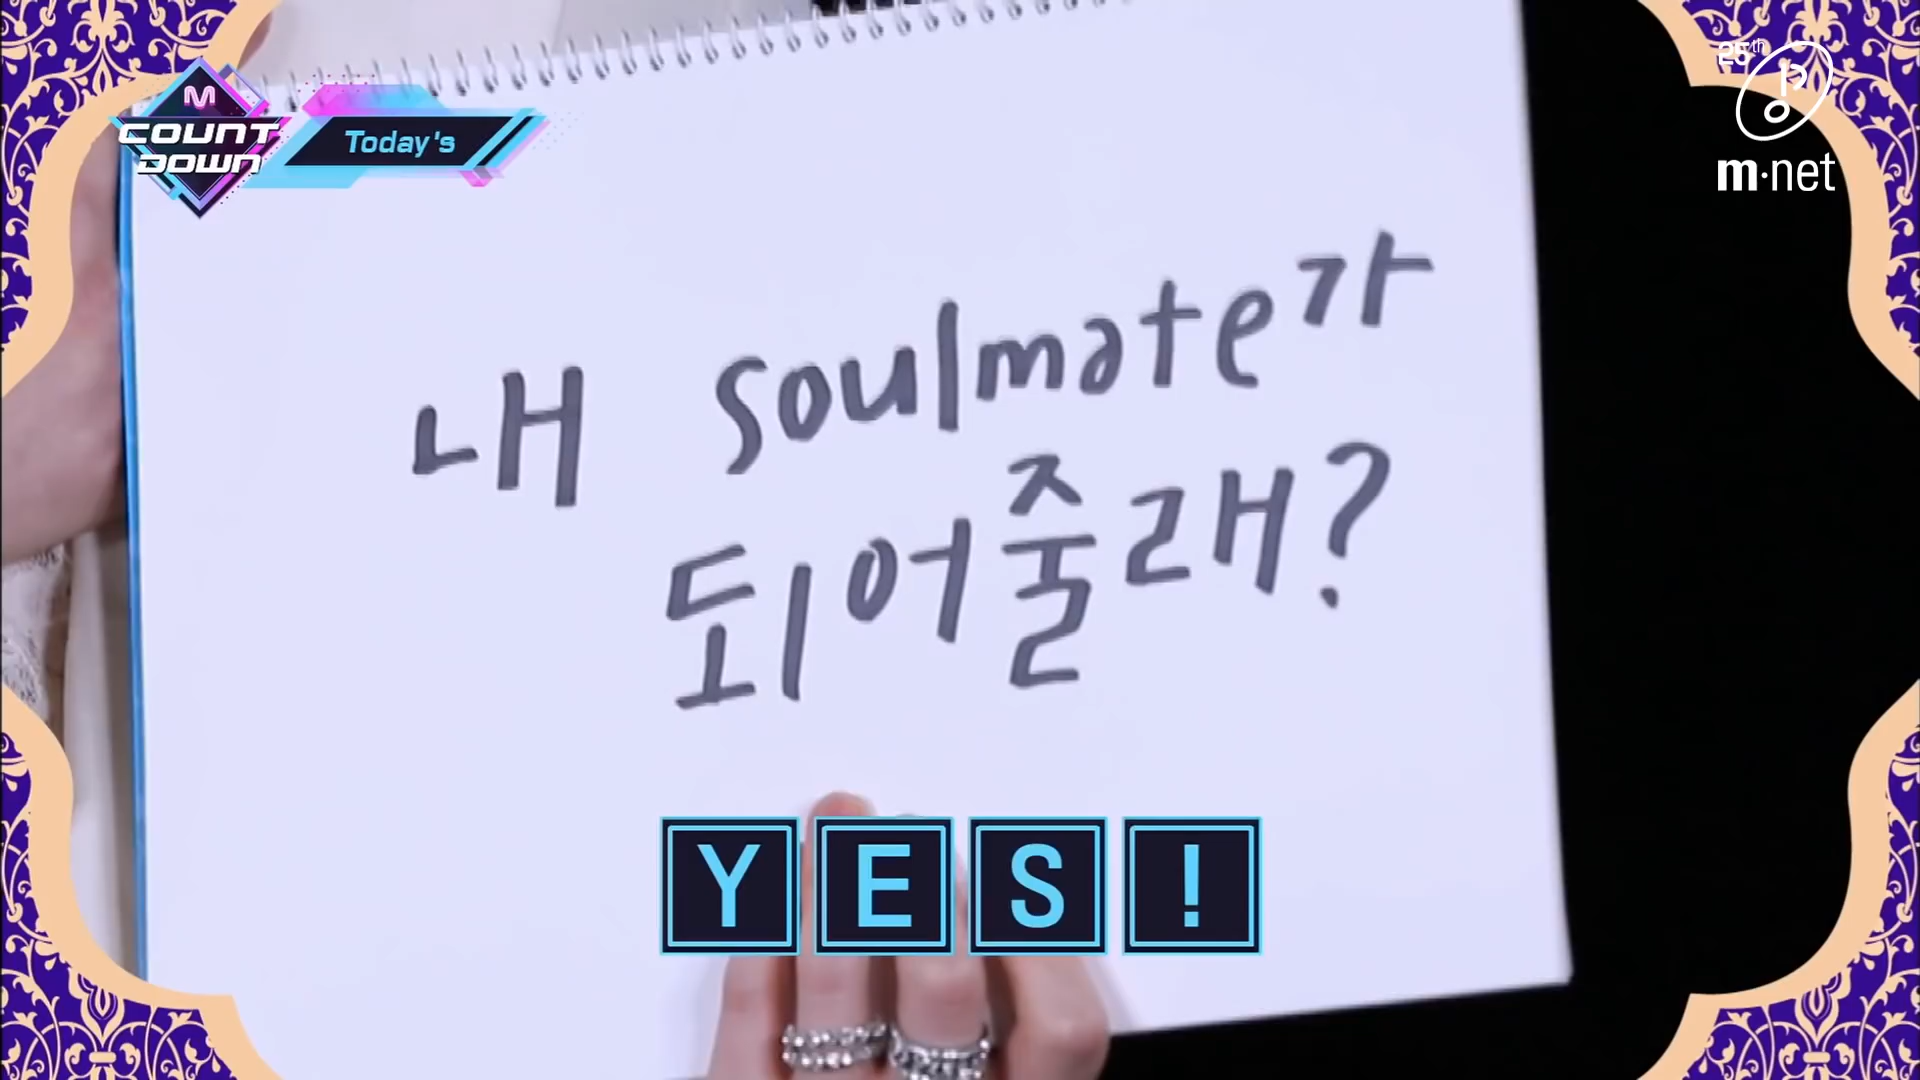 M
COUNT
DOWN
Today's
25th
m·net
내 soulmate가
되어줄래?
YES!